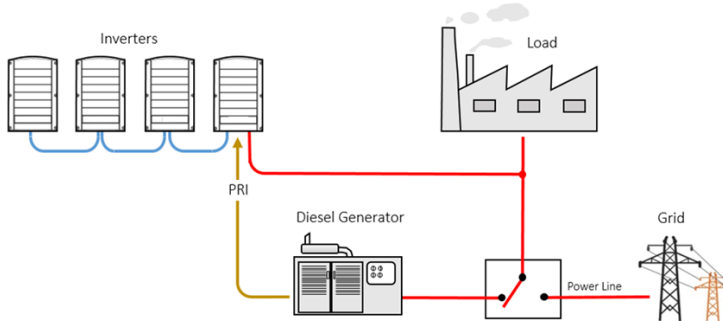 Inverters
Load
PRI
Diesel Generator
Grid
Power Line